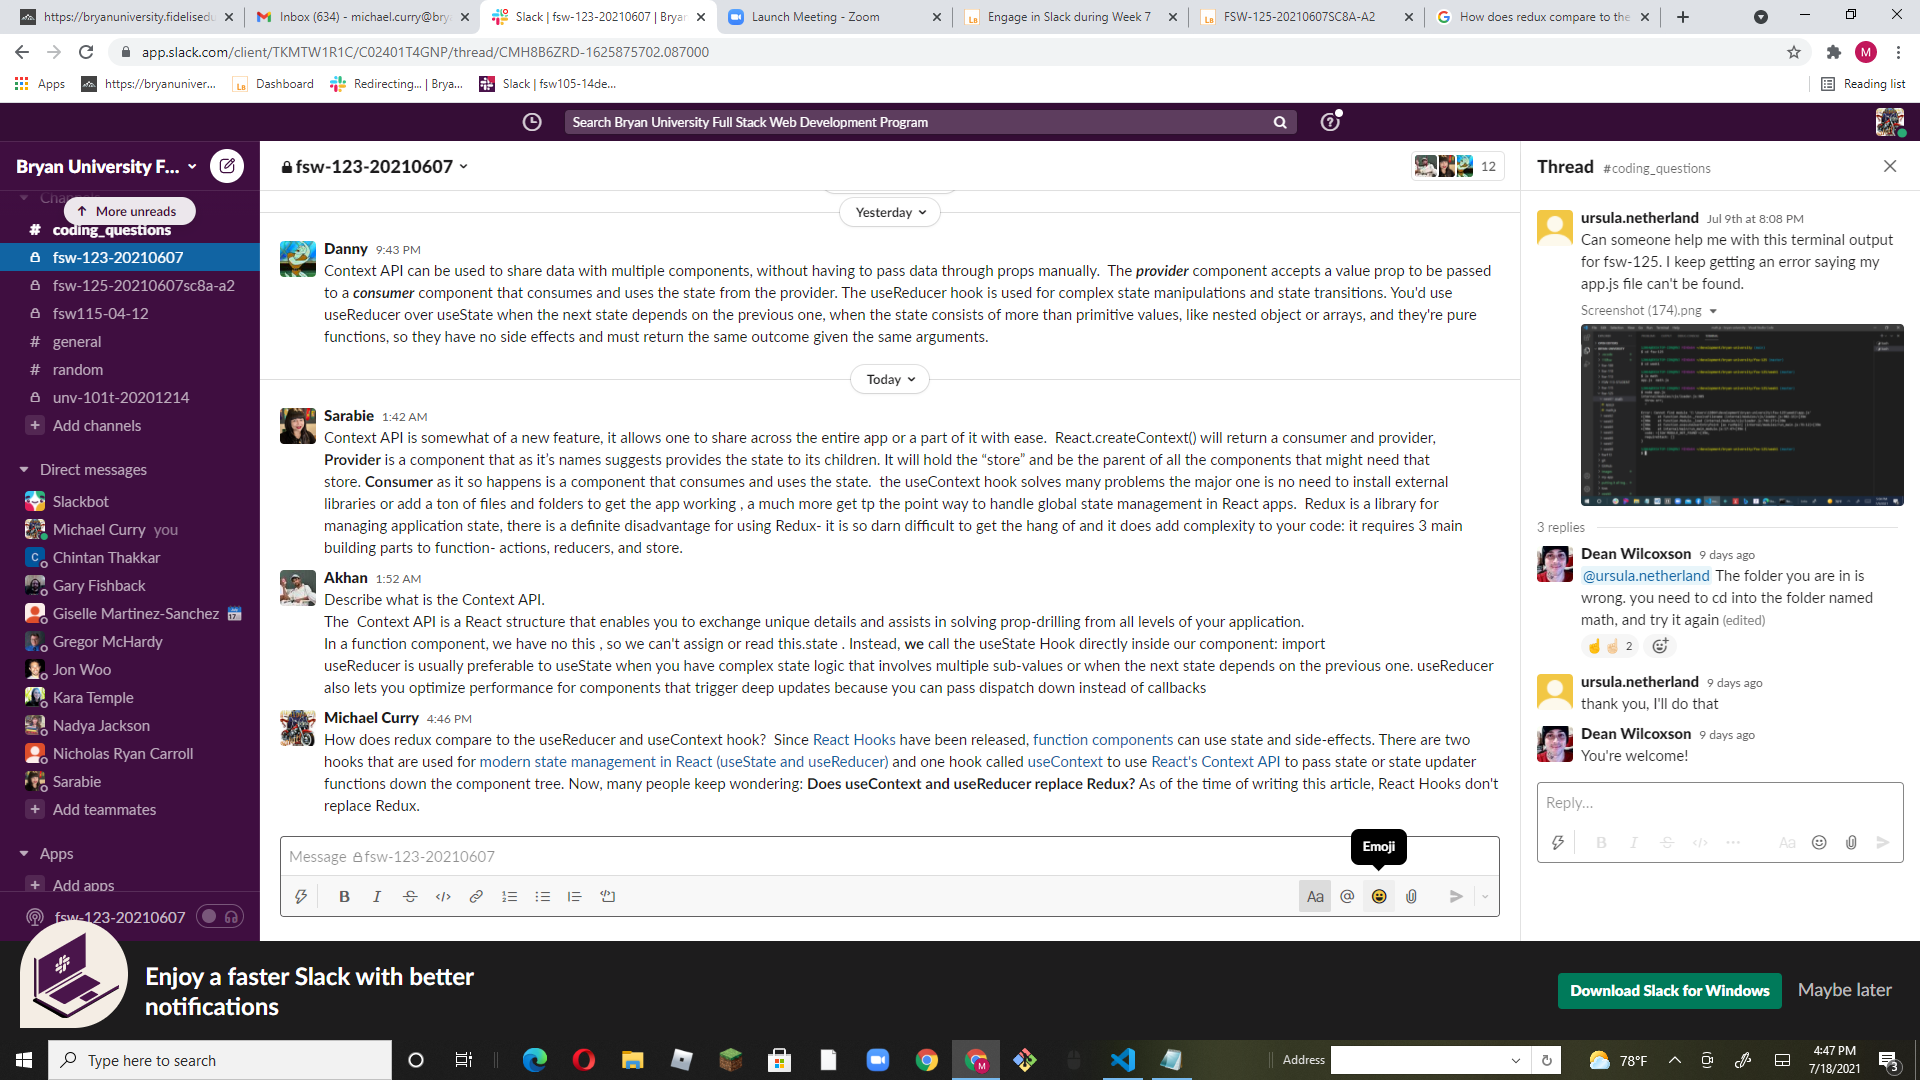 https://bryanuniversity.fidelisedu
Inbox (634) - michael.curry@brya
Slack | fsw-123-20210607 | Bryan
Launch Meeting - Zoom
Engage in Slack during Week 7
FSW-125-20210607SC8A-A2
How does redux compare to the
app.slack.com/client/TKMTW1R1C/C02401T4GNP/thread/CMH8B6ZRD-1625875702.087000
M
Apps
https://bryanuniver...
Dashboard
Redirecting... | Brya...
Slack | fsw105-14de...
Reading list
Search Bryan University Full Stack Web Development Program
Bryan University F...
Channels
More unreads
# coding_questions
fsw-123-20210607
fsw-125-20210607sc8a-a2
fsw115-04-12
# general
# random
unv-101t-20201214
+ Add channels
Direct messages
Slackbot
Michael Curry you
C Chintan Thakkar
Gary Fishback
Giselle Martinez-Sanchez
Gregor McHardy
Jon Woo
Kara Temple
Nadya Jackson
Nicholas Ryan Carroll
Sarabie
+ Add teammates
Apps
+ Add apps
fsw-123-20210607
fsw-123-20210607
12
Yesterday
Danny 9:43 PM
Context API can be used to share data with multiple components, without having to pass data through props manually. The provider component accepts a value prop to be passed
to a consumer component that consumes and uses the state from the provider. The useReducer hook is used for complex state manipulations and state transitions. You'd use
useReducer over useState when the next state depends on the previous one, when the state consists of more than primitive values, like nested object or arrays, and they're pure
functions, so they have no side effects and must return the same outcome given the same arguments.
Today
Sarabie 1:42 AM
Context API is somewhat of a new feature, it allows one to share across the entire app or a part of it with ease. React.createContext() will return a consumer and provider,
Provider is a component that as it’s names suggests provides the state to its children. It will hold the “store” and be the parent of all the components that might need that
store. Consumer as it so happens is a component that consumes and uses the state. the useContext hook solves many problems the major one is no need to install external
libraries or add a ton of files and folders to get the app working , a much more get tp the point way to handle global state management in React apps. Redux is a library for
managing application state, there is a definite disadvantage for using Redux- it is so darn difficult to get the hang of and it does add complexity to your code: it requires 3 main
building parts to function- actions, reducers, and store.
Akhan 1:52 AM
Describe what is the Context API.
The Context API is a React structure that enables you to exchange unique details and assists in solving prop-drilling from all levels of your application.
In a function component, we have no this , so we can't assign or read this.state . Instead, we call the useState Hook directly inside our component: import
useReducer is usually preferable to useState when you have complex state logic that involves multiple sub-values or when the next state depends on the previous one. useReducer
also lets you optimize performance for components that trigger deep updates because you can pass dispatch down instead of callbacks
Michael Curry 4:46 PM
How does redux compare to the useReducer and useContext hook? Since React Hooks have been released, function components can use state and side-effects. There are two
hooks that are used for modern state management in React (useState and useReducer) and one hook called useContext to use React's Context API to pass state or state updater
functions down the component tree. Now, many people keep wondering: Does useContext and useReducer replace Redux? As of the time of writing this article, React Hooks don't
replace Redux.
Message fsw-123-20210607
Emoji
B I Aa @
Thread #coding_questions
ursula.netherland Jul 9th at 8:08 PM
Can someone help me with this terminal output
for fsw-125. I keep getting an error saying my
app.js file can't be found.
Screenshot (174).png
3 replies
Dean Wilcoxson 9 days ago
@ursula.netherland The folder you are in is
wrong. you need to cd into the folder named
math, and try it again (edited)
2
ursula.netherland 9 days ago
thank you, I'll do that
Dean Wilcoxson 9 days ago
You're welcome!
Reply...
B I Aa
Enjoy a faster Slack with better
notifications
Download Slack for Windows
Maybe later
Type here to search
Address
78°F
4:47 PM
7/18/2021
3